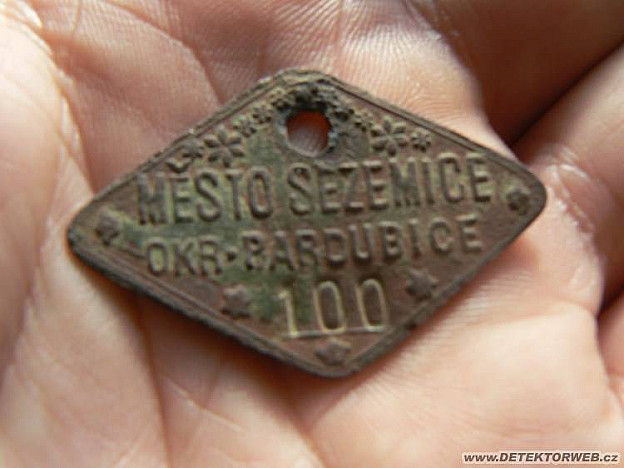 MĚSTO SEZEMICE
OKR·PARDUBICE
100
www.DETEKTORWEB.cz